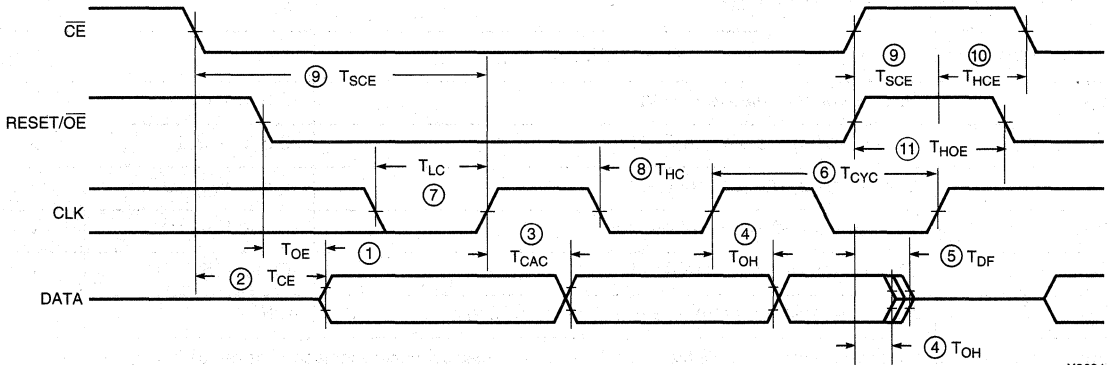 CE
⑨ TSCE
⑨ TSCE
⑩ THCE
RESET/OE
TLC
⑦
⑧ THC
⑪ THOE
⑥ TCYC
CLK
TOE
①
② TCE
③ TCAC
④ TOH
⑤ TDF
DATA
④ TOH